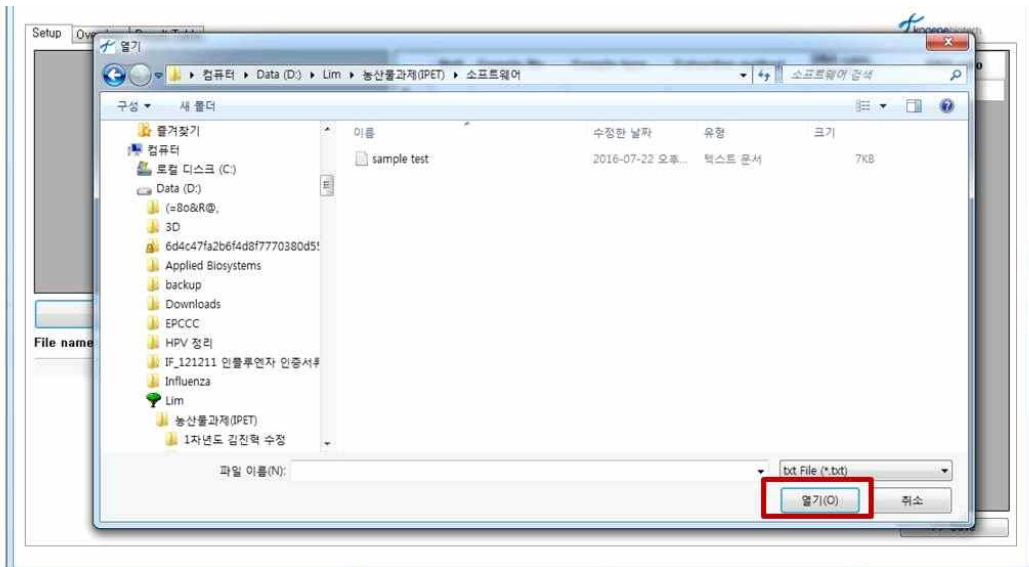 Setup
kogenebiotech
열기
컴퓨터 ▸ Data (D:) ▸ Lim ▸ 농산물과제(IPET) ▸ 소프트웨어
소프트웨어 검색
구성 새 폴더
이름 수정한 날짜 유형 크기
sample test 2016-07-22 오후... 텍스트 문서 7KB
즐겨찾기
컴퓨터
로컬 디스크 (C:)
Data (D:)
(=8o&R@,
3D
6d4c47fa2b6f4d8f7770380d5
Applied Biosystems
backup
Downloads
EPCCC
HPV 정리
IF_121211 인플루엔자 인증서
Influenza
Lim
농산물과제(IPET)
1차년도 김진혁 수정
File name
파일 이름(N):
txt File (*.txt)
열기(O) 취소